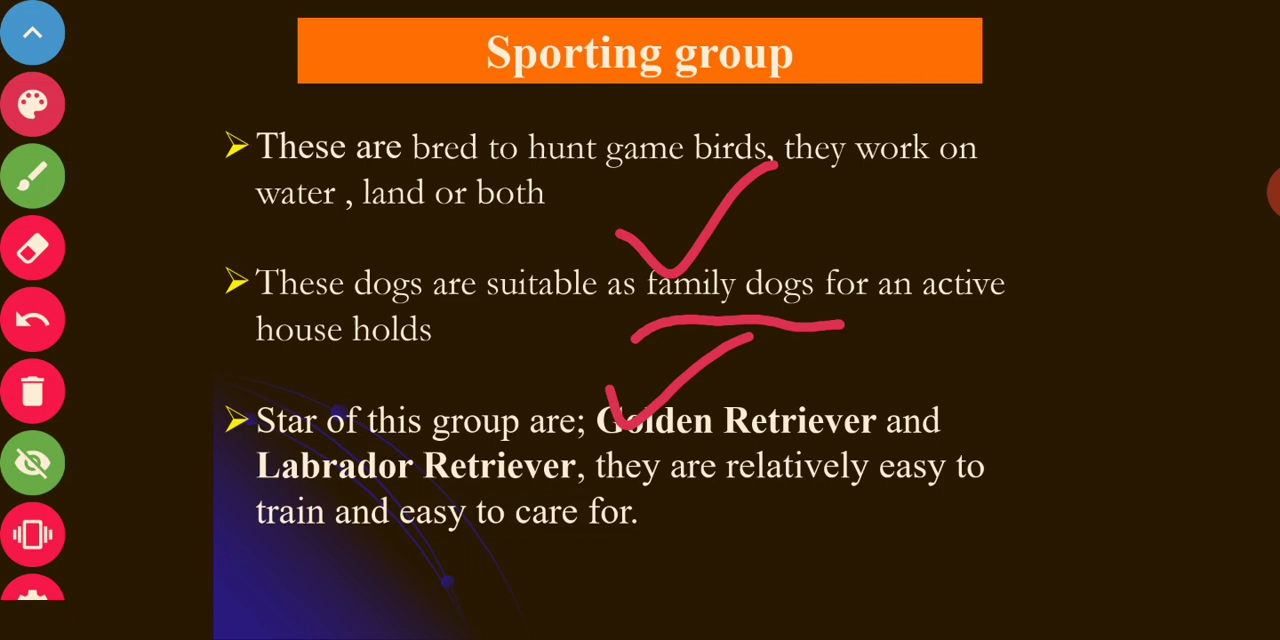 Sporting group
These are bred to hunt game birds, they work on
water , land or both
These dogs are suitable as family dogs for an active
house holds
Star of this group are; Golden Retriever and
Labrador Retriever, they are relatively easy to
train and easy to care for.